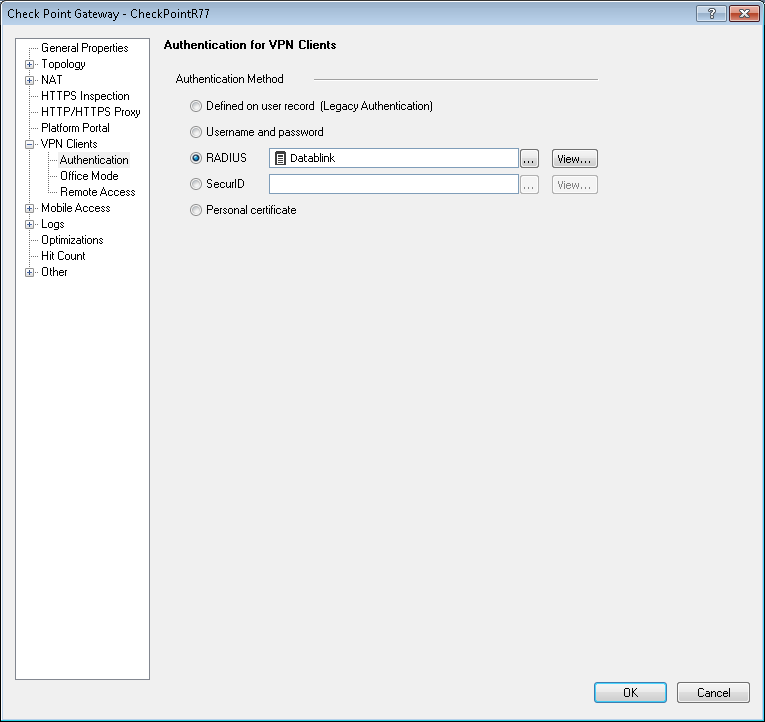 Check Point Gateway - CheckPointR77
?
General Properties
Topology
NAT
HTTPS Inspection
HTTP/HTTPS Proxy
Platform Portal
VPN Clients
Authentication
Office Mode
Remote Access
Mobile Access
Logs
Optimizations
Hit Count
Other
Authentication for VPN Clients
Authentication Method
Defined on user record (Legacy Authentication)
Username and password
RADIUS Datablink ... View...
SecurID ... View...
Personal certificate
OK Cancel